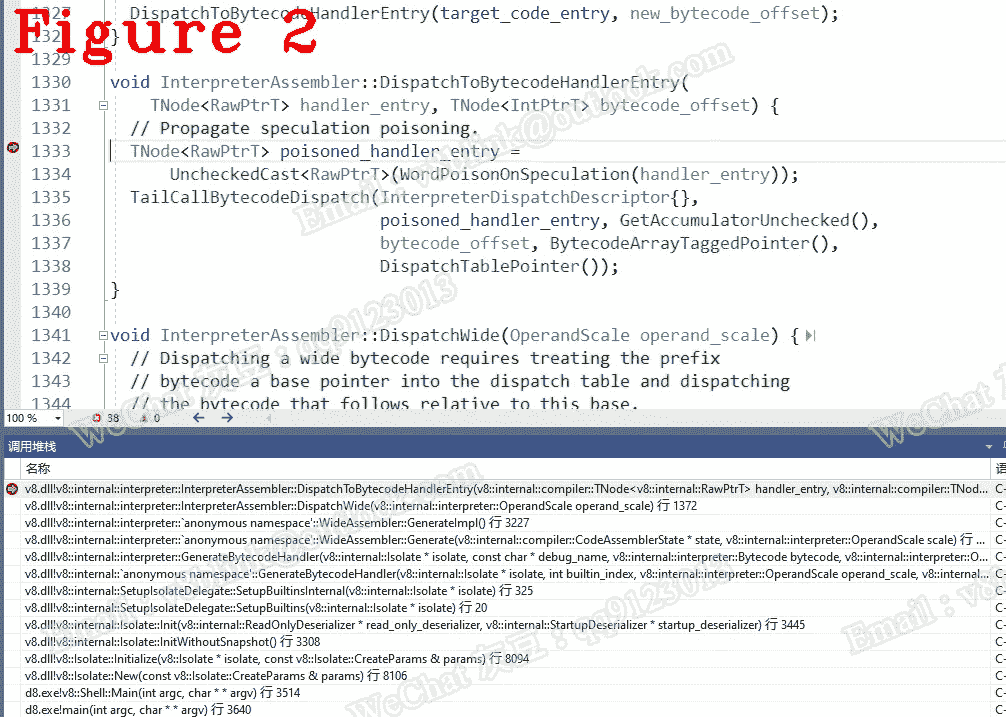 Figure 2
1327 DispatchToBytecodeHandlerEntry(target_code_entry, new_bytecode_offset);
132 }
1329
1330 void InterpreterAssembler::DispatchToBytecodeHandlerEntry(
1331 TNode<RawPtrT> handler_entry, TNode<IntPtrT> bytecode_offset) {
1332 // Propagate speculation poisoning.
1333 TNode<RawPtrT> poisoned_handler_entry =
1334 UncheckedCast<RawPtrT>(WordPoisonOnSpeculation(handler_entry));
1335 TailCallBytecodeDispatch(InterpreterDispatchDescriptor{},
1336 poisoned_handler_entry, GetAccumulatorUnchecked(),
1337 bytecode_offset, BytecodeArrayTaggedPointer(),
1338 DispatchTablePointer());
1339 }
1340
1341 void InterpreterAssembler::DispatchWide(OperandScale operand_scale) {
1342 // Dispatching a wide bytecode requires treating the prefix
1343 // bytecode a base pointer into the dispatch table and dispatching
1344 // the bytecode that follows relative to this base.
100 % 38 0
调用堆栈
名称 语
v8.dll!v8::internal::interpreter::InterpreterAssembler::DispatchToBytecodeHandlerEntry(v8::internal::compiler::TNode<v8::internal::RawPtrT> handler_entry, v8::internal::compiler::TNod... C-
v8.dll!v8::internal::interpreter::InterpreterAssembler::DispatchWide(v8::internal::interpreter::OperandScale operand_scale) 行 1372 C-
v8.dll!v8::internal::interpreter::`anonymous namespace'::WideAssembler::GenerateImpl() 行 3227 C-
v8.dll!v8::internal::interpreter::`anonymous namespace'::WideAssembler::Generate(v8::internal::compiler::CodeAssemblerState * state, v8::internal::interpreter::OperandScale scale) 行 ... C-
v8.dll!v8::internal::interpreter::GenerateBytecodeHandler(v8::internal::Isolate * isolate, const char * debug_name, v8::internal::interpreter::Bytecode bytecode, v8::internal::interpreter::O... C-
v8.dll!v8::internal::`anonymous namespace'::GenerateBytecodeHandler(v8::internal::Isolate * isolate, int builtin_index, v8::internal::interpreter::OperandScale operand_scale, v8::internal... C-
v8.dll!v8::internal::SetupIsolateDelegate::SetupBuiltinsInternal(v8::internal::Isolate * isolate) 行 325 C-
v8.dll!v8::internal::SetupIsolateDelegate::SetupBuiltins(v8::internal::Isolate * isolate) 行 20 C-
v8.dll!v8::internal::Isolate::Init(v8::internal::ReadOnlyDeserializer * read_only_deserializer, v8::internal::StartupDeserializer * startup_deserializer) 行 3445 C-
v8.dll!v8::internal::Isolate::InitWithoutSnapshot() 行 3308 C-
v8.dll!v8::Isolate::Initialize(v8::Isolate * isolate, const v8::Isolate::CreateParams & params) 行 8094 C-
v8.dll!v8::Isolate::New(const v8::Isolate::CreateParams & params) 行 8106 C-
d8.exe!v8::Shell::Main(int argc, char * * argv) 行 3514 C-
d8.exe!main(int argc, char * * argv) 行 3640 C-